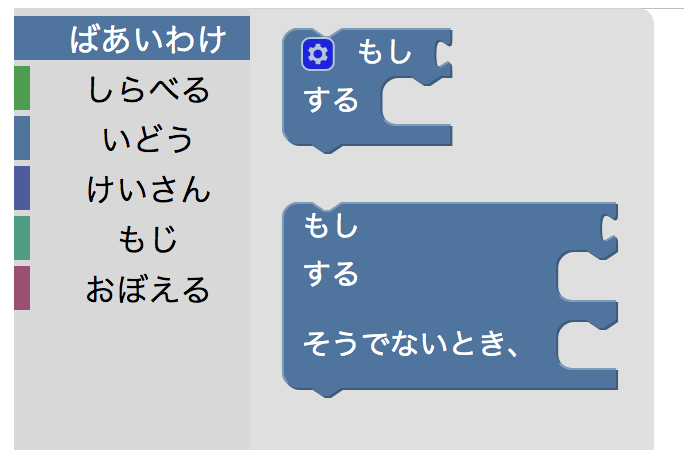 ばあいわけ
しらべる
いどう
けいさん
もじ
おぼえる
もし
する
もし
する
そうでないとき、